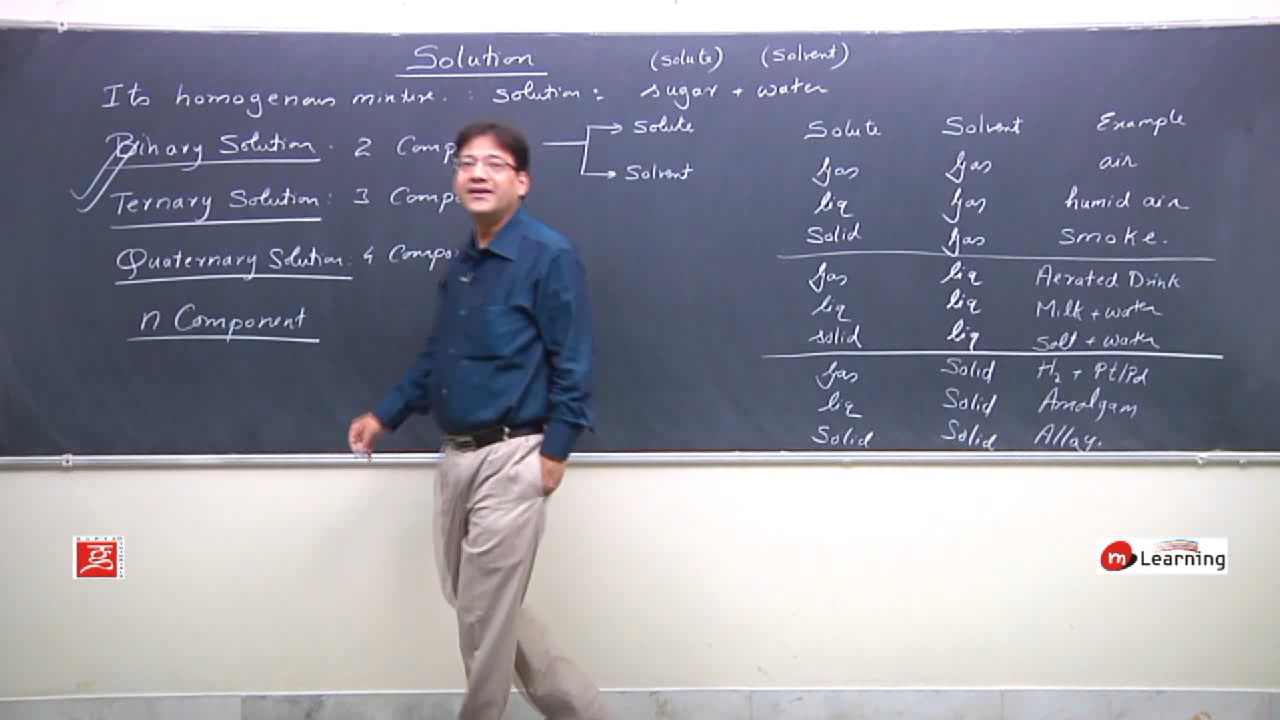 Solution (Solute) (Solvent)
Its homogenous mixture. : solution: sugar + water
Binary Solution. 2 Comp → Solute
→ Solvent
Ternary Solution: 3 Compo
Quaternary Solution: 4 Compo
n Component
Solute Solvent Example
gas gas air
liq gas humid air
Solid gas Smoke.
gas liq Aerated Drink
liq liq Milk + water
solid liq Salt + water
gas Solid H₂ + Pt/Pd
liq Solid Amalgam
Solid Solid Alloy.
GUPTA
m Learning